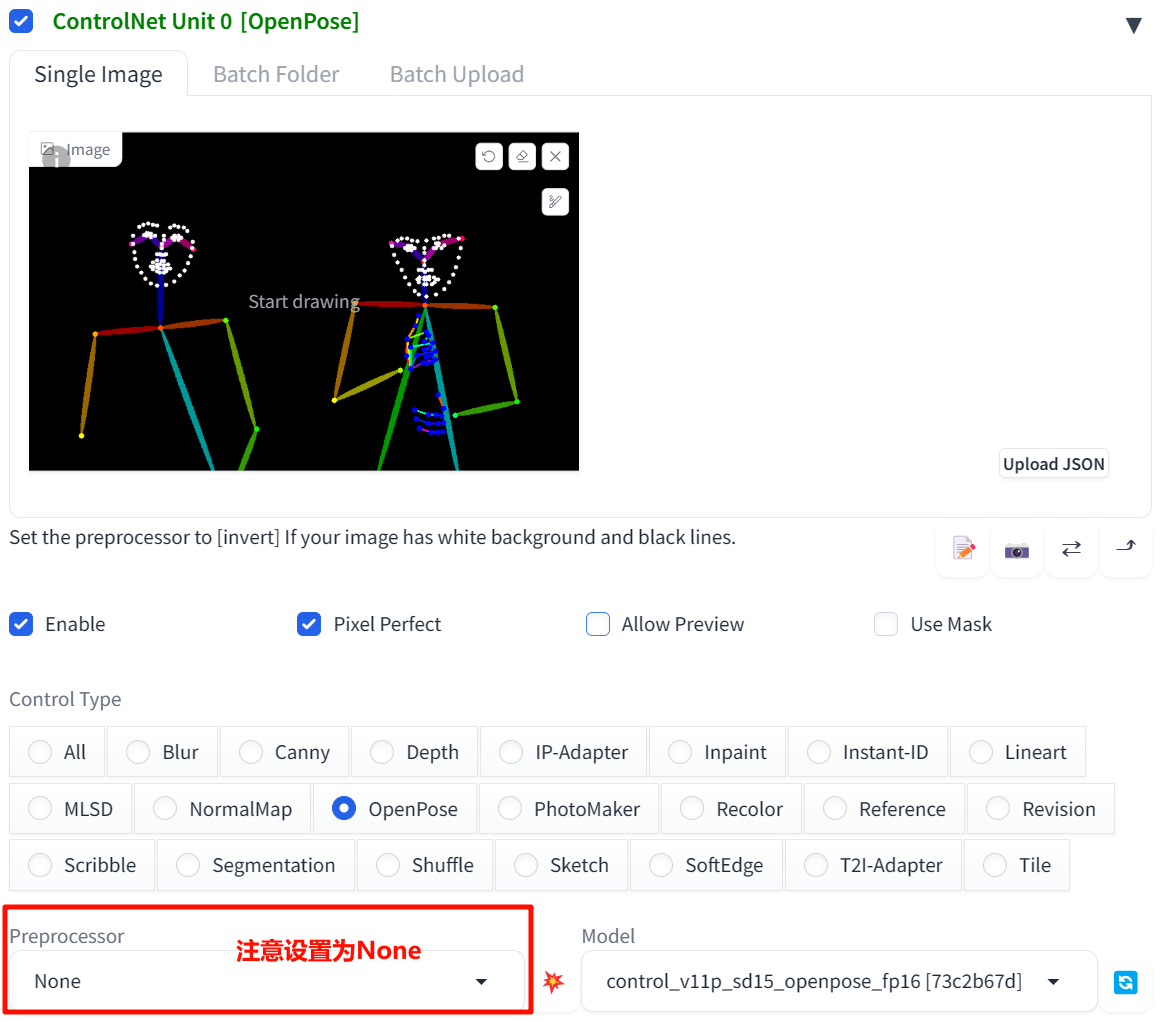 ControlNet Unit 0 [OpenPose]
Single Image Batch Folder Batch Upload
Image
Start drawing
Upload JSON
Set the preprocessor to [invert] If your image has white background and black lines.
Enable Pixel Perfect Allow Preview Use Mask
Control Type
All Blur Canny Depth IP-Adapter Inpaint Instant-ID Lineart
MLSD NormalMap OpenPose PhotoMaker Recolor Reference Revision
Scribble Segmentation Shuffle Sketch SoftEdge T2I-Adapter Tile
Preprocessor 注意设置为None Model
None control_v11p_sd15_openpose_fp16 [73c2b67d]